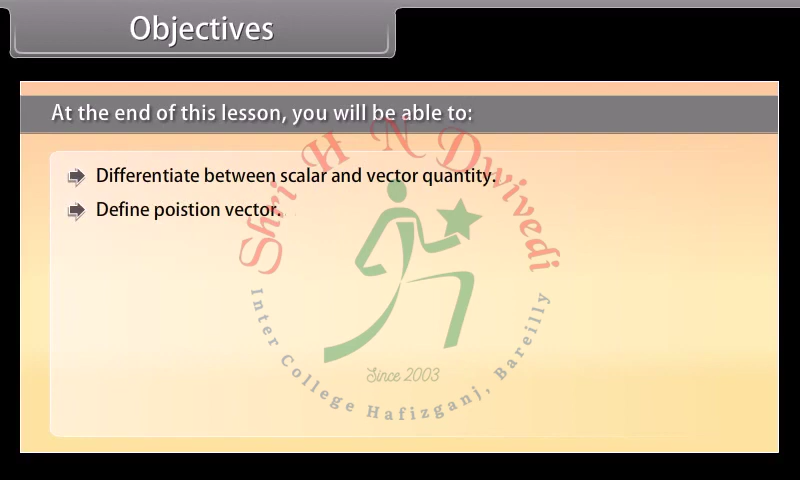 Objectives
At the end of this lesson, you will be able to:
Differentiate between scalar and vector quantity.
Define poistion vector.
Shri H N Dwivedi
Inter College Hafizganj, Bareilly
Since 2003